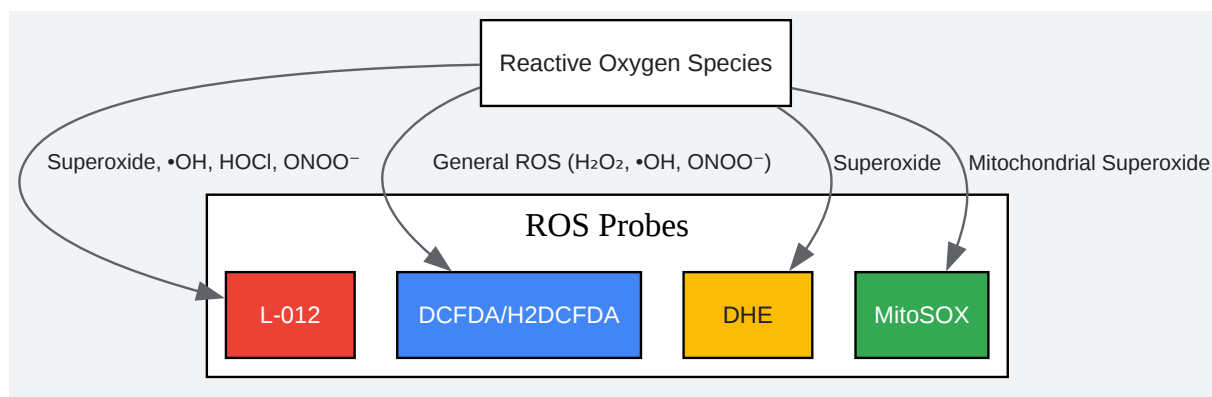 Reactive Oxygen Species
Superoxide, •OH, HOCl, ONOO⁻
General ROS (H₂O₂, •OH, ONOO⁻)
Superoxide
Mitochondrial Superoxide
ROS Probes
L-012
DCFDA/H2DCFDA
DHE
MitoSOX